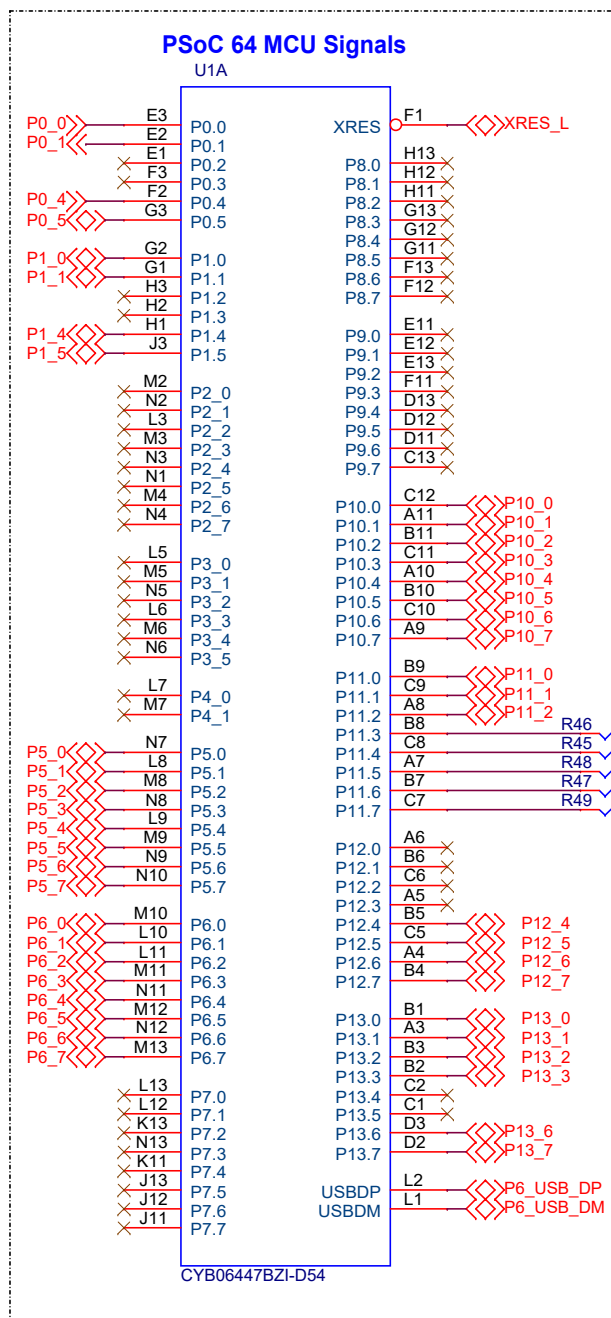 PSoC 64 MCU Signals
U1A
P0_0 E3 P0.0
P0_1 E2 P0.1
E1 P0.2
F3 P0.3
P0_4 F2 P0.4
P0_5 G3 P0.5
P1_0 G2 P1.0
P1_1 G1 P1.1
H3 P1.2
H2 P1.3
P1_4 H1 P1.4
P1_5 J3 P1.5
M2 P2_0
N2 P2_1
L3 P2_2
M3 P2_3
N3 P2_4
N1 P2_5
M4 P2_6
N4 P2_7
L5 P3_0
M5 P3_1
N5 P3_2
L6 P3_3
M6 P3_4
N6 P3_5
L7 P4_0
M7 P4_1
P5_0 N7 P5.0
P5_1 L8 P5.1
P5_2 M8 P5.2
P5_3 N8 P5.3
P5_4 L9 P5.4
P5_5 M9 P5.5
P5_6 N9 P5.6
P5_7 N10 P5.7
P6_0 M10 P6.0
P6_1 L10 P6.1
P6_2 L11 P6.2
P6_3 M11 P6.3
P6_4 N11 P6.4
P6_5 M12 P6.5
P6_6 N12 P6.6
P6_7 M13 P6.7
L13 P7.0
L12 P7.1
K13 P7.2
N13 P7.3
K11 P7.4
J13 P7.5
J12 P7.6
J11 P7.7
XRES F1 XRES_L
P8.0 H13
P8.1 H12
P8.2 H11
P8.3 G13
P8.4 G12
P8.5 G11
P8.6 F13
P8.7 F12
P9.0 E11
P9.1 E12
P9.2 E13
P9.3 F11
P9.4 D13
P9.5 D12
P9.6 D11
P9.7 C13
P10.0 C12 P10_0
P10.1 A11 P10_1
P10.2 B11 P10_2
P10.3 C11 P10_3
P10.4 A10 P10_4
P10.5 B10 P10_5
P10.6 C10 P10_6
P10.7 A9 P10_7
P11.0 B9 P11_0
P11.1 C9 P11_1
P11.2 A8 P11_2
P11.3 B8 R46
P11.4 C8 R45
P11.5 A7 R48
P11.6 B7 R47
P11.7 C7 R49
P12.0 A6
P12.1 B6
P12.2 C6
P12.3 A5
P12.4 B5 P12_4
P12.5 C5 P12_5
P12.6 A4 P12_6
P12.7 B4 P12_7
P13.0 B1 P13_0
P13.1 A3 P13_1
P13.2 B3 P13_2
P13.3 B2 P13_3
P13.4 C2
P13.5 C1
P13.6 D3 P13_6
P13.7 D2 P13_7
USBDP L2 P6_USB_DP
USBDM L1 P6_USB_DM
CYB06447BZI-D54